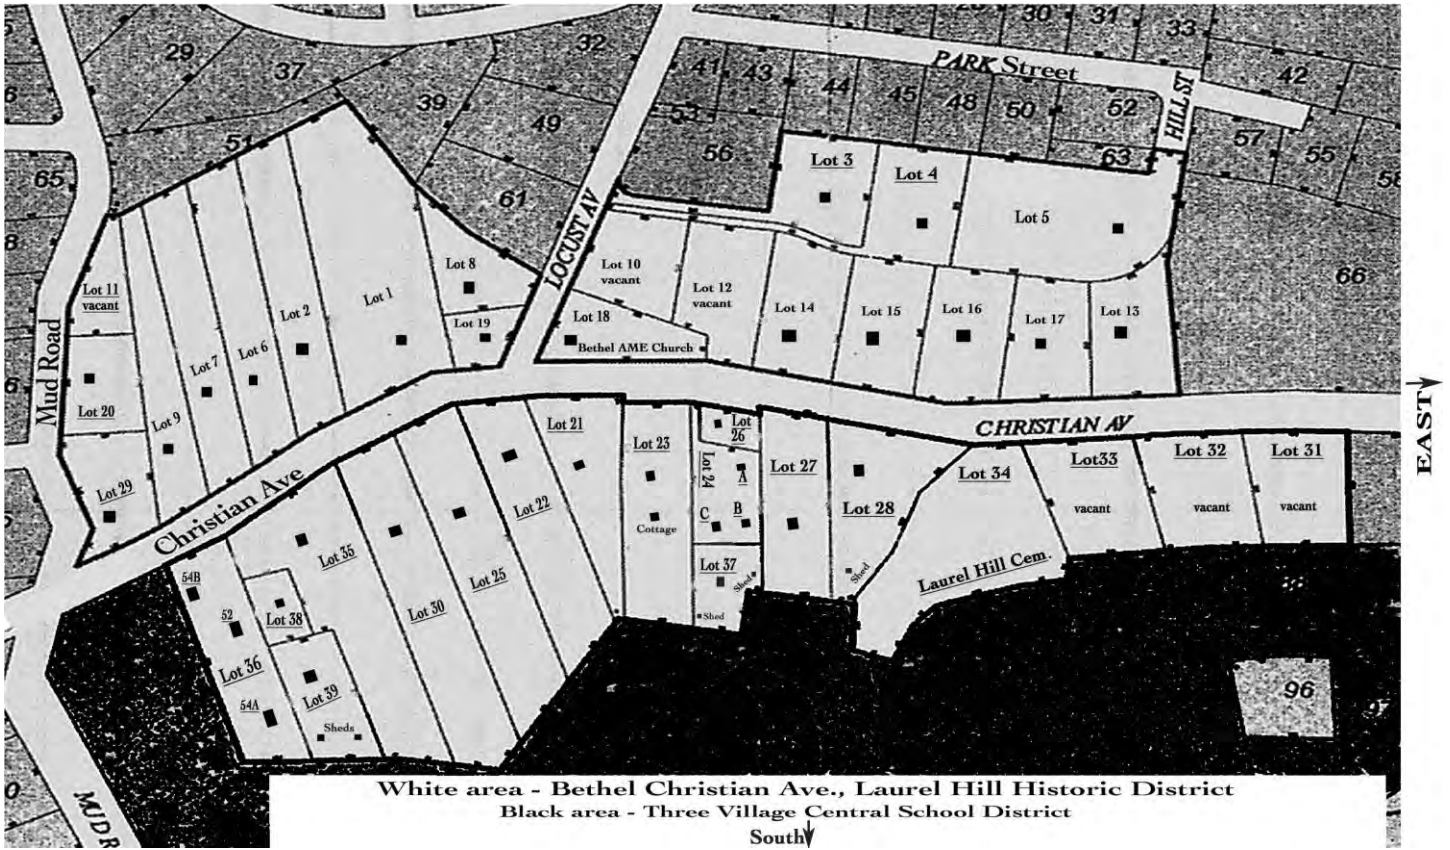 29
37
32
39
49
51
61
65
41
43
53
56
44
45
48
50
52
63
30
31
33
42
57
55
66
PARK Street
HILL ST
LOCUST AV
Mud Road
Lot 3
Lot 4
Lot 5
Lot 11
vacant
Lot 7
Lot 6
Lot 2
Lot 1
Lot 8
Lot 19
Lot 10
vacant
Lot 12
vacant
Lot 18
Bethel AME Church
Lot 14
Lot 15
Lot 16
Lot 17
Lot 13
Lot 20
Lot 9
Lot 29
EAST
CHRISTIAN AV
Christian Ave
Lot 21
Lot 22
Lot 23
Cottage
Lot
26
Lot 24
A
B
C
Lot 27
Lot 28
Shed
Lot 34
Laurel Hill Cem.
Lot33
vacant
Lot 32
vacant
Lot 31
vacant
Lot 37
Shed
Shed
Lot 35
Lot 30
Lot 25
54B
52
Lot 36
54A
Lot 38
Lot 39
Sheds
96
MUD R
White area - Bethel Christian Ave., Laurel Hill Historic District
Black area - Three Village Central School District
South